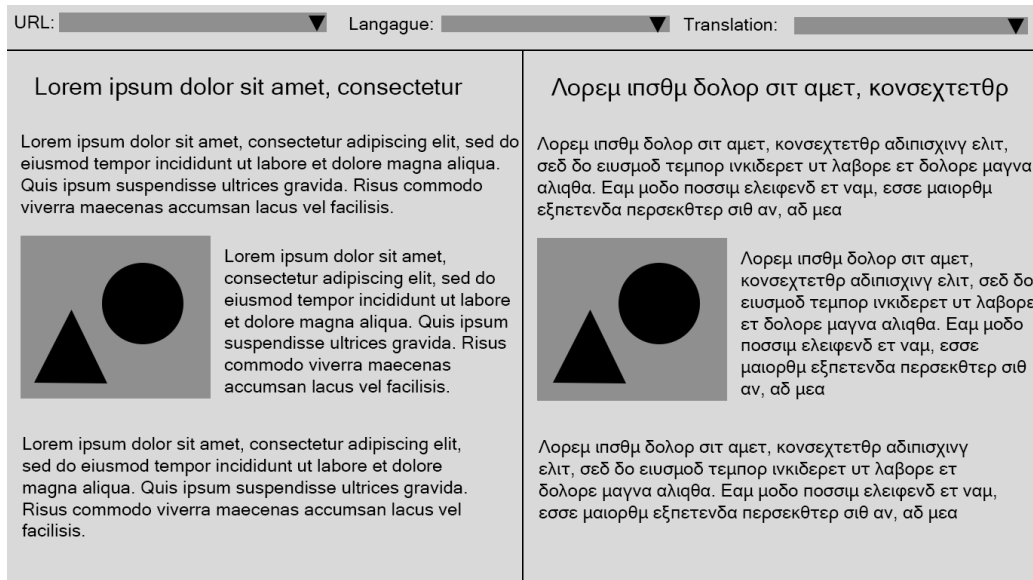 URL:
Langague:
Translation:
Lorem ipsum dolor sit amet, consectetur
Lorem ipsum dolor sit amet, consectetur adipiscing elit, sed do
eiusmod tempor incididunt ut labore et dolore magna aliqua.
Quis ipsum suspendisse ultrices gravida. Risus commodo
viverra maecenas accumsan lacus vel facilisis.
Lorem ipsum dolor sit amet,
consectetur adipiscing elit, sed do
eiusmod tempor incididunt ut labore
et dolore magna aliqua. Quis ipsum
suspendisse ultrices gravida. Risus
commodo viverra maecenas
accumsan lacus vel facilisis.
Lorem ipsum dolor sit amet, consectetur adipiscing elit,
sed do eiusmod tempor incididunt ut labore et dolore
magna aliqua. Quis ipsum suspendisse ultrices gravida.
Risus commodo viverra maecenas accumsan lacus vel
facilisis.
Λορεμ ιπσθμ δολορ σιτ αμετ, κονσεχτετθρ
Λορεμ ιπσθμ δολορ σιτ αμετ, κονσεχτετθρ αδιπισχινγ ελιτ,
σεδ δο ειυσμοδ τεμπορ ινκιδερετ υτ λαβορε ετ δολορε μαγνα
αλιqθα. Εαμ μοδο ποσσιμ ελειφενδ ετ ναμ, εσσε μαιορθμ
εξπετενδα περσεκθτερ σιθ αν, αδ μεα
Λορεμ ιπσθμ δολορ σιτ αμετ,
κονσεχτετθρ αδιπισχινγ ελιτ, σεδ δο
ειυσμοδ τεμπορ ινκιδερετ υτ λαβορε
ετ δολορε μαγνα αλιqθα. Εαμ μοδο
ποσσιμ ελειφενδ ετ ναμ, εσσε
μαιορθμ εξπετενδα περσεκθτερ σιθ
αν, αδ μεα
Λορεμ ιπσθμ δολορ σιτ αμετ, κονσεχτετθρ αδιπισχινγ
ελιτ, σεδ δο ειυσμοδ τεμπορ ινκιδερετ υτ λαβορε ετ
δολορε μαγνα αλιqθα. Εαμ μοδο ποσσιμ ελειφενδ ετ ναμ,
εσσε μαιορθμ εξπετενδα περσεκθτερ σιθ αν, αδ μεα